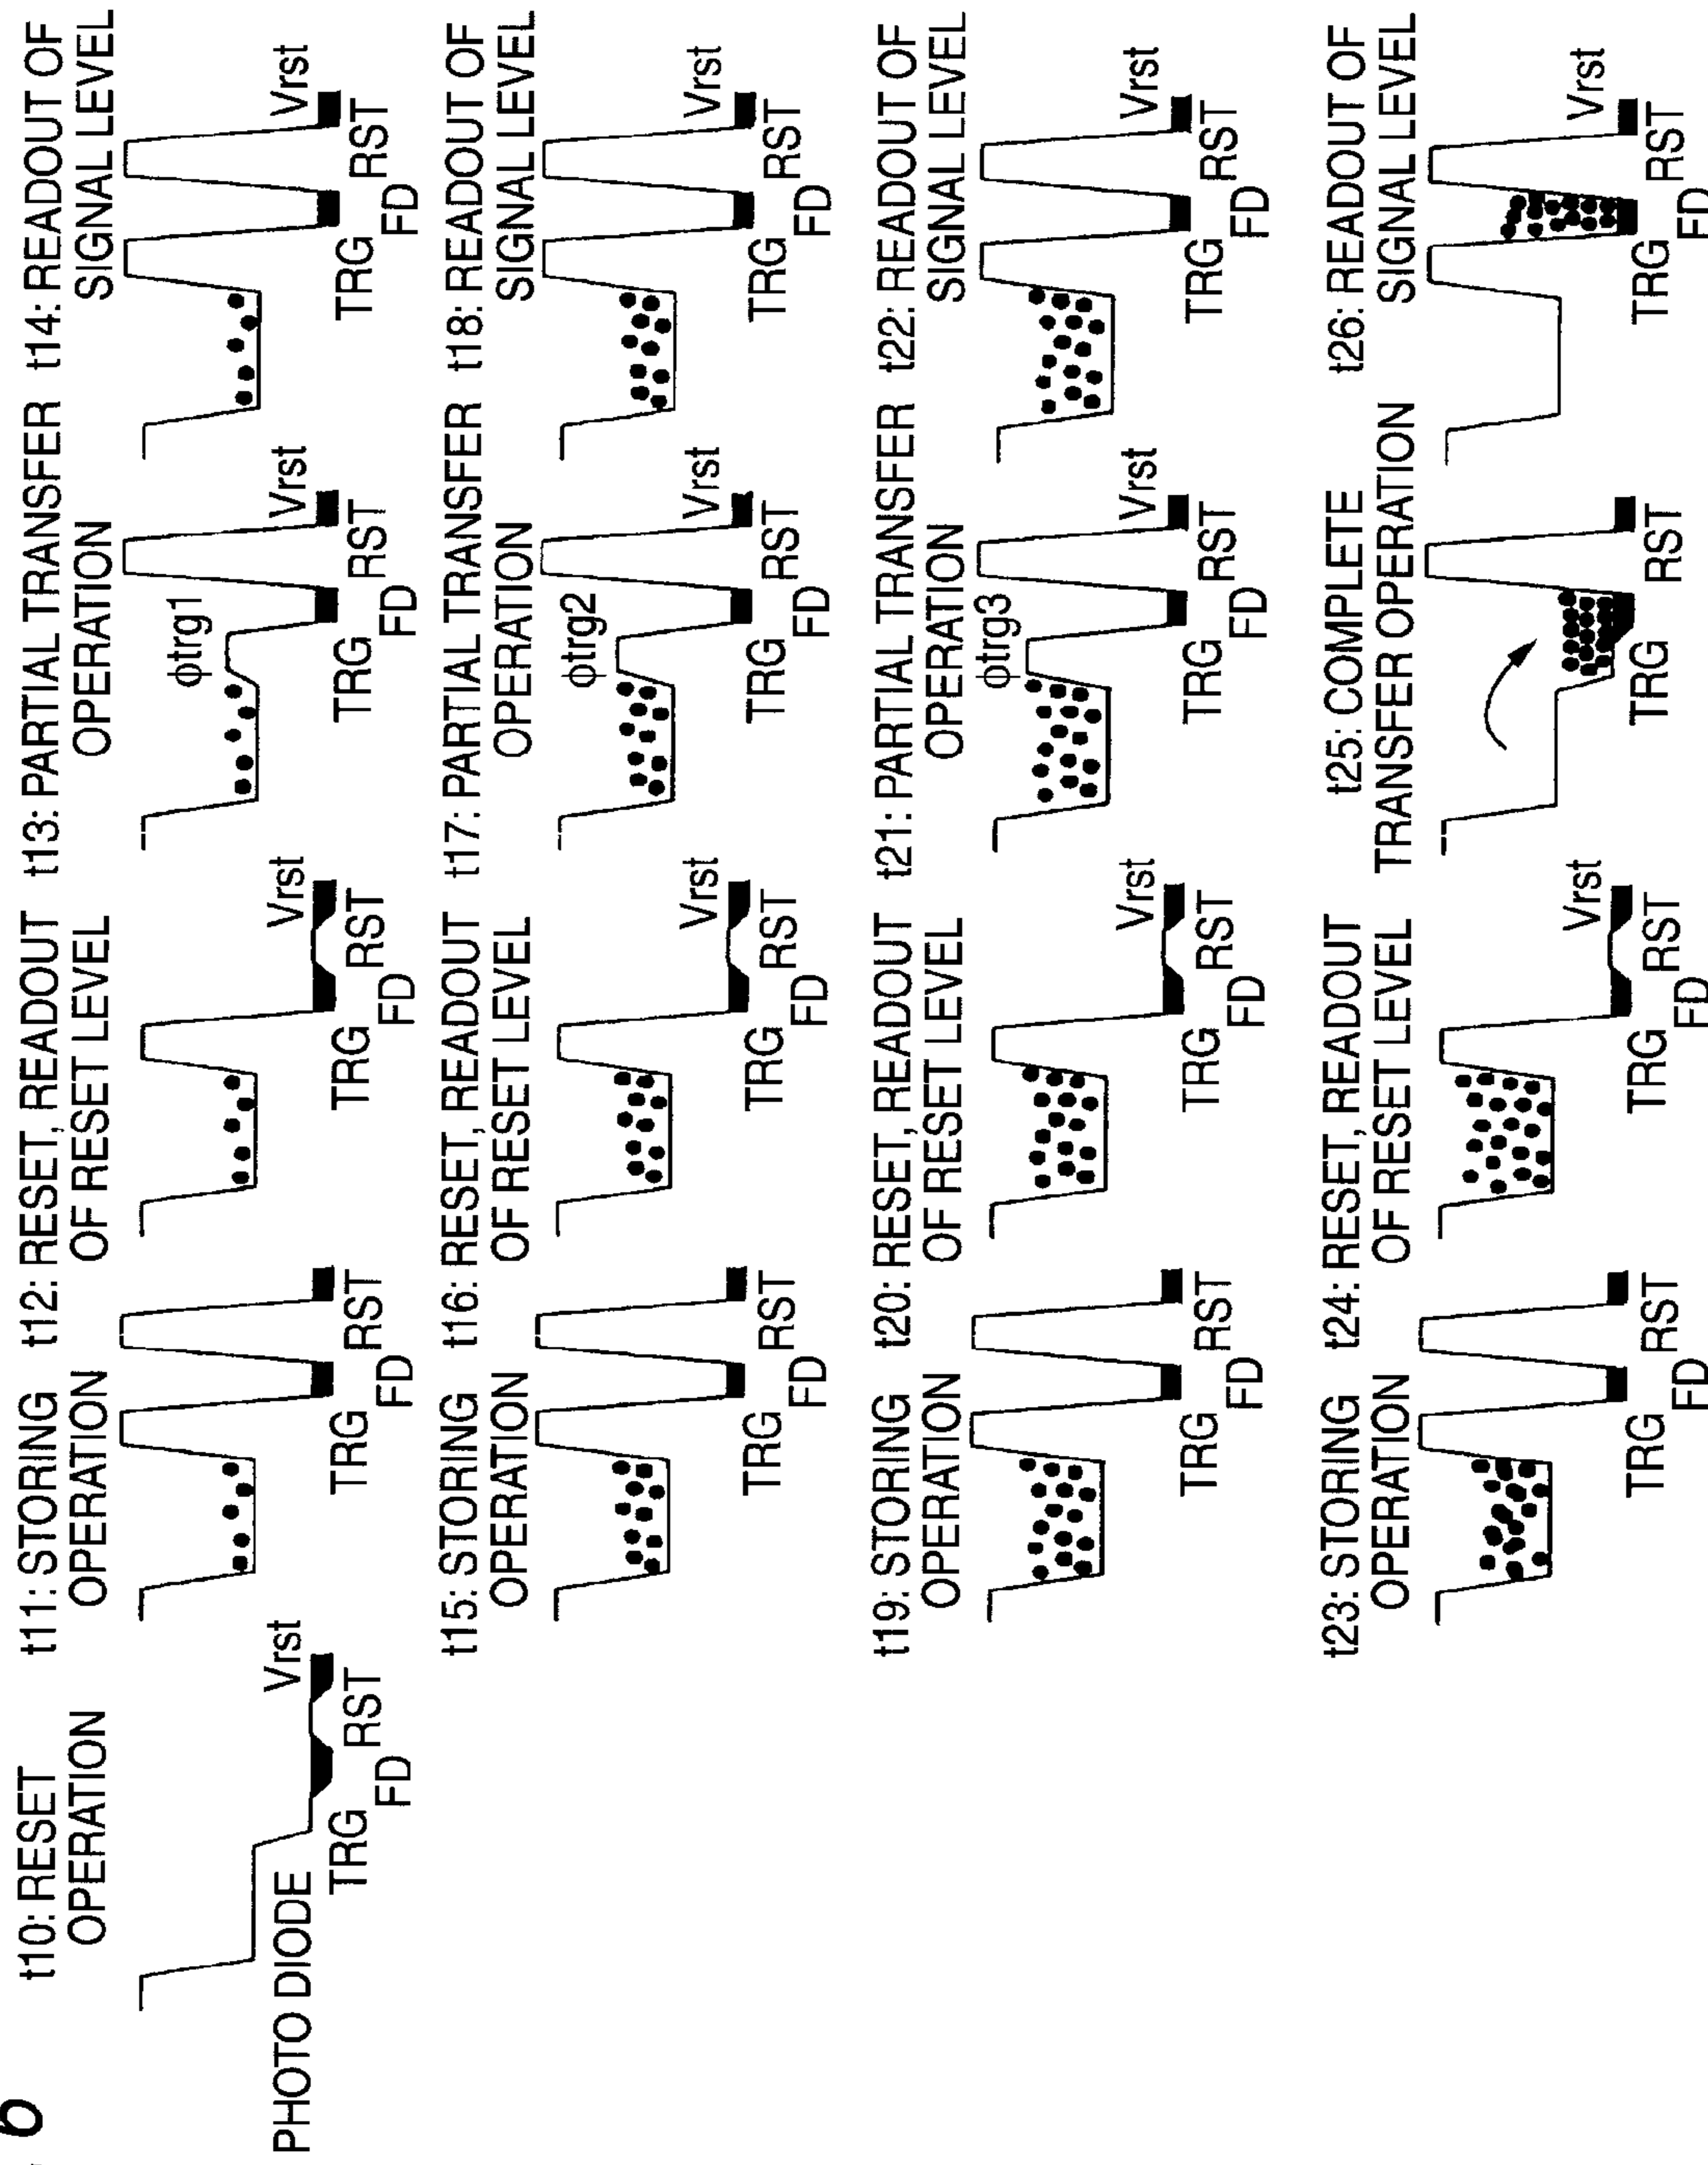 6
t10: RESET
OPERATION
PHOTO DIODE
TRG
FD
RST
Vrst
t11: STORING
OPERATION
TRG
FD
RST
t12: RESET, READOUT
OF RESET LEVEL
TRG
FD
RST
Vrst
t13: PARTIAL TRANSFER
OPERATION
ϕtrg1
TRG
FD
RST
Vrst
t14: READOUT OF
SIGNAL LEVEL
TRG
FD
RST
Vrst
t15: STORING
OPERATION
TRG
FD
RST
t16: RESET, READOUT
OF RESET LEVEL
TRG
FD
RST
Vrst
t17: PARTIAL TRANSFER
OPERATION
ϕtrg2
TRG
FD
RST
Vrst
t18: READOUT OF
SIGNAL LEVEL
TRG
FD
RST
Vrst
t19: STORING
OPERATION
TRG
FD
RST
t20: RESET, READOUT
OF RESET LEVEL
TRG
FD
RST
Vrst
t21: PARTIAL TRANSFER
OPERATION
ϕtrg3
TRG
FD
RST
Vrst
t22: READOUT OF
SIGNAL LEVEL
TRG
FD
RST
Vrst
t23: STORING
OPERATION
TRG
FD
RST
t24: RESET, READOUT
OF RESET LEVEL
TRG
FD
RST
Vrst
t25: COMPLETE
TRANSFER OPERATION
TRG
RST
t26: READOUT OF
SIGNAL LEVEL
TRG
FD
RST
Vrst